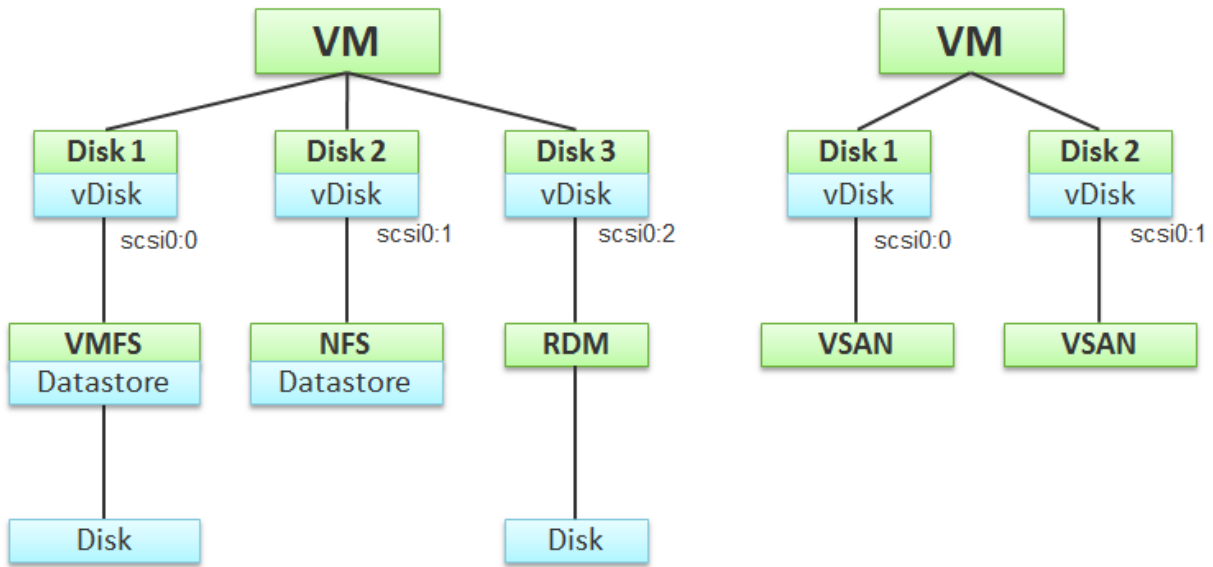 VM
VM
Disk 1
Disk 2
Disk 3
Disk 1
Disk 2
vDisk
vDisk
vDisk
vDisk
vDisk
scsi0:0
scsi0:1
scsi0:2
scsi0:0
scsi0:1
VMFS
NFS
RDM
VSAN
VSAN
Datastore
Datastore
Disk
Disk